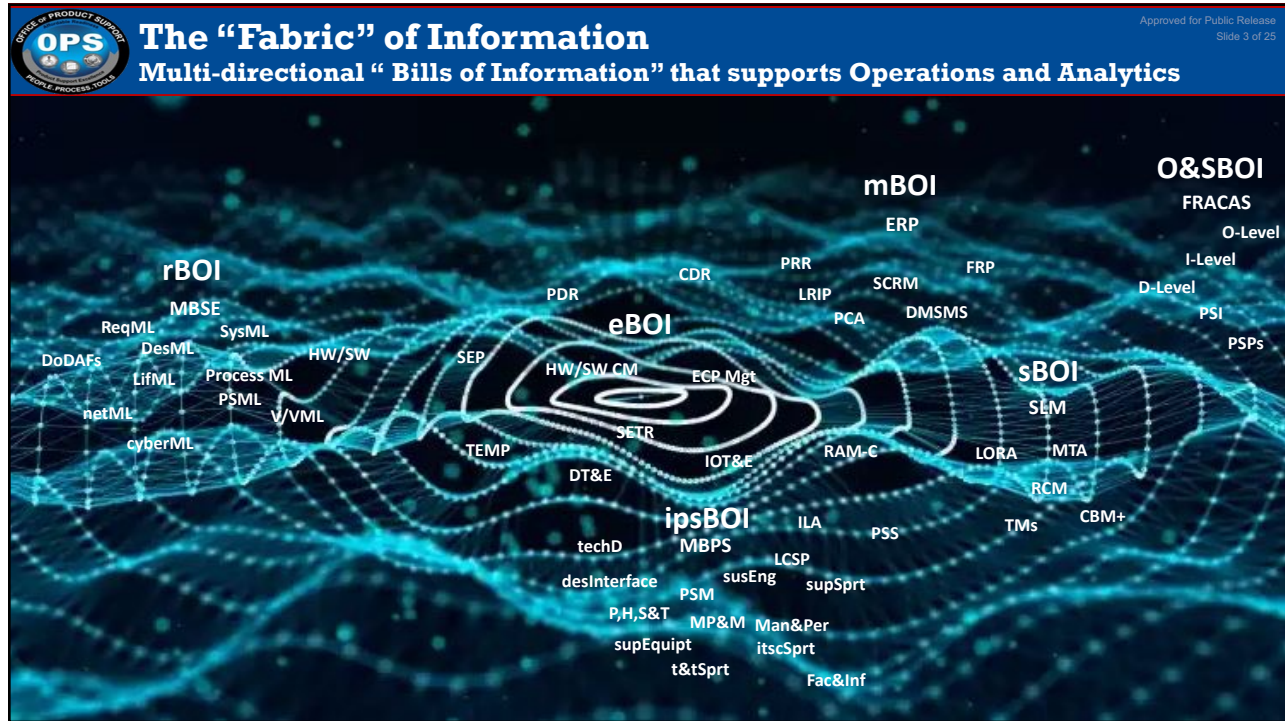 OFFICE OF PRODUCT SUPPORT
OPS
PEOPLE.PROCESS.TOOLS
The “Fabric” of Information
Multi-directional “ Bills of Information” that supports Operations and Analytics
Approved for Public Release
Slide 3 of 25
rBOI
MBSE
ReqML
SysML
DesML
DoDAFs
LifML
Process ML
PSML
netML
V/VML
cyberML
HW/SW
SEP
PDR
CDR
eBOI
HW/SW CM
ECP Mgt
SETR
TEMP
DT&E
IOT&E
mBOI
ERP
PRR
FRP
SCRM
LRIP
PCA
DMSMS
O&SBOI
FRACAS
O-Level
I-Level
D-Level
PSI
PSPs
sBOI
SLM
RAM-C
LORA
MTA
RCM
TMs
CBM+
ipsBOI
MBPS
ILA
PSS
techD
LCSP
desInterface
susEng
supSprt
PSM
P,H,S&T
MP&M
Man&Per
supEquipt
itscSprt
t&tSprt
Fac&Inf